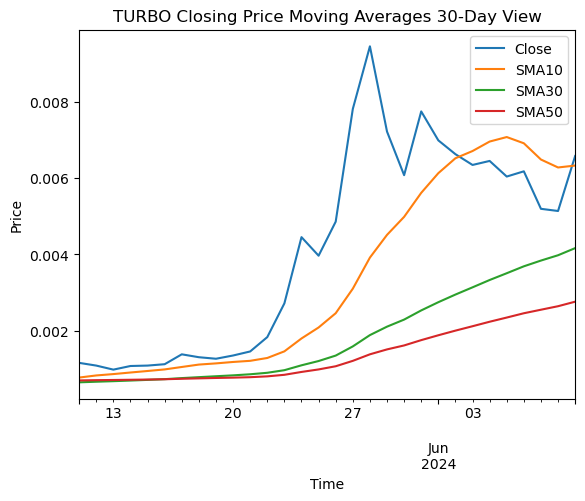 TURBO Closing Price Moving Averages 30-Day View
Close
SMA10
SMA30
SMA50
0.008
0.006
0.004
0.002
Price
13 20 27 03
Jun
2024
Time